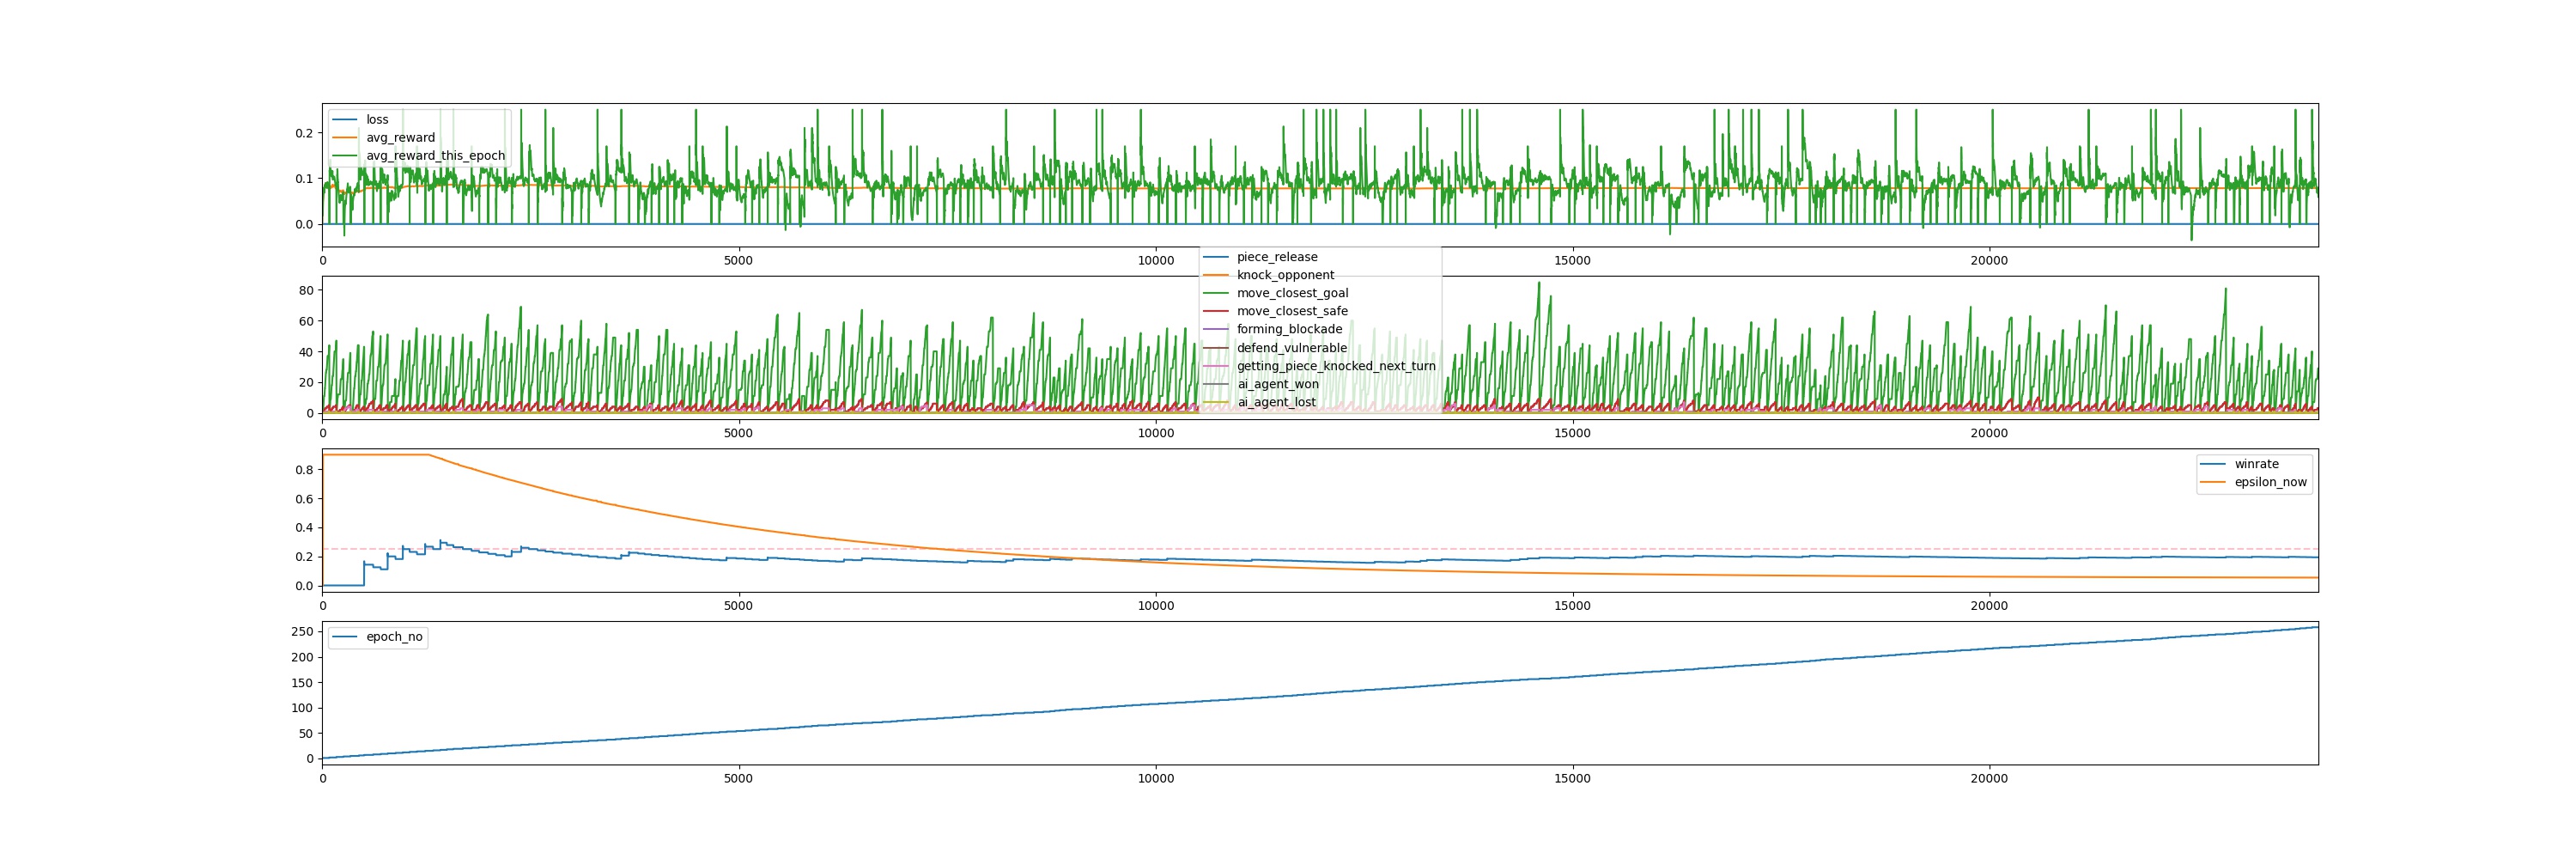 0.2
0.1
0.0
loss
avg_reward
avg_reward_this_epoch
0 5000 10000 15000 20000
80
60
40
20
0
piece_release
knock_opponent
move_closest_goal
move_closest_safe
forming_blockade
defend_vulnerable
getting_piece_knocked_next_turn
ai_agent_won
ai_agent_lost
0 5000 10000 15000 20000
0.8
0.6
0.4
0.2
0.0
winrate
epsilon_now
0 5000 10000 15000 20000
250
200
150
100
50
0
epoch_no
0 5000 10000 15000 20000